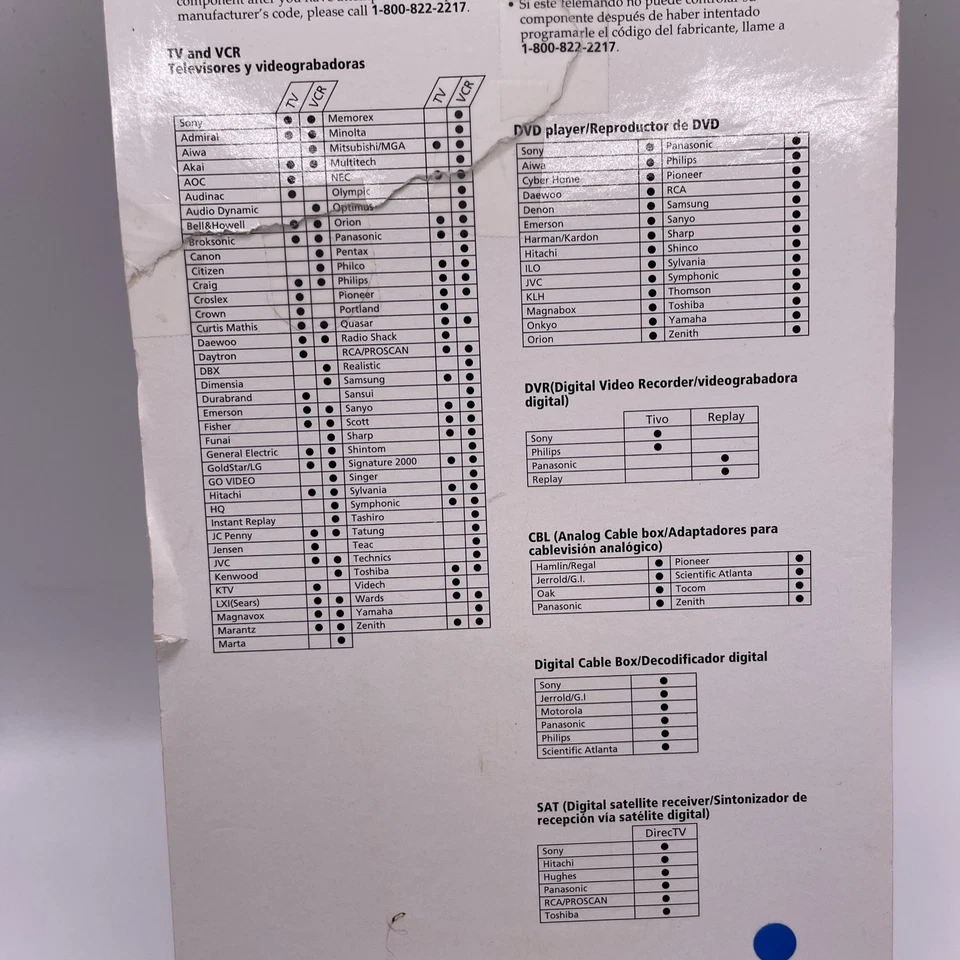 manufacturer's code, please call 1-800-822-2217.
TV and VCR
Televisores y videograbadoras
TV VCR TV VCR
Sony ● ● Memorex ●
Admiral ● ● Minolta ●
Aiwa ● Mitsubishi/MGA ● ●
Akai ● ● Multitech ●
AOC ● NEC ● ●
Audinac ● Olympic ●
Audio Dynamic ● Optimus ●
Bell&Howell ● ● Orion ● ●
Broksonic ● ● Panasonic ● ●
Canon ● Pentax ●
Citizen ● Philco ● ●
Craig ● ● Philips ● ●
Croslex ● Pioneer ● ●
Crown ● Portland ●
Curtis Mathis ● ● Quasar ● ●
Daewoo ● ● Radio Shack ●
Daytron ● RCA/PROSCAN ● ●
DBX ● Realistic ●
Dimensia ● Samsung ● ●
Durabrand ● Sansui ●
Emerson ● ● Sanyo ● ●
Fisher ● ● Scott ● ●
Funai ● Sharp ● ●
General Electric ● ● Shintom ●
GoldStar/LG ● ● Signature 2000 ● ●
GO VIDEO ● Singer ●
Hitachi ● ● Sylvania ● ●
HQ ● Symphonic ● ●
Instant Replay ● Tashiro ●
JC Penny ● ● Tatung ●
Jensen ● Teac ●
JVC ● ● Technics ●
Kenwood ● Toshiba ● ●
KTV ● Videch ●
LXI(Sears) ● ● Wards ● ●
Magnavox ● ● Yamaha ●
Marantz ● ● Zenith ● ●
Marta ●
• Si este telemando no puede controlar su
componente después de haber intentado
programarle el código del fabricante, llame a
1-800-822-2217.
DVD player/Reproductor de DVD
Sony ● Panasonic ●
Aiwa ● Philips ●
Cyber Home ● Pioneer ●
Daewoo ● RCA ●
Denon ● Samsung ●
Emerson ● Sanyo ●
Harman/Kardon ● Sharp ●
Hitachi ● Shinco ●
ILO ● Sylvania ●
JVC ● Symphonic ●
KLH ● Thomson ●
Magnabox ● Toshiba ●
Onkyo ● Yamaha ●
Orion ● Zenith ●
DVR(Digital Video Recorder/videograbadora
digital)
Tivo Replay
Sony ●
Philips ●
Panasonic ●
Replay ●
CBL (Analog Cable box/Adaptadores para
cablevisión analógico)
Hamlin/Regal ● Pioneer ●
Jerrold/G.I. ● Scientific Atlanta ●
Oak ● Tocom ●
Panasonic ● Zenith ●
Digital Cable Box/Decodificador digital
Sony ●
Jerrold/G.I ●
Motorola ●
Panasonic ●
Philips ●
Scientific Atlanta ●
SAT (Digital satellite receiver/Sintonizador de
recepción vía satélite digital)
DirecTV
Sony ●
Hitachi ●
Hughes ●
Panasonic ●
RCA/PROSCAN ●
Toshiba ●